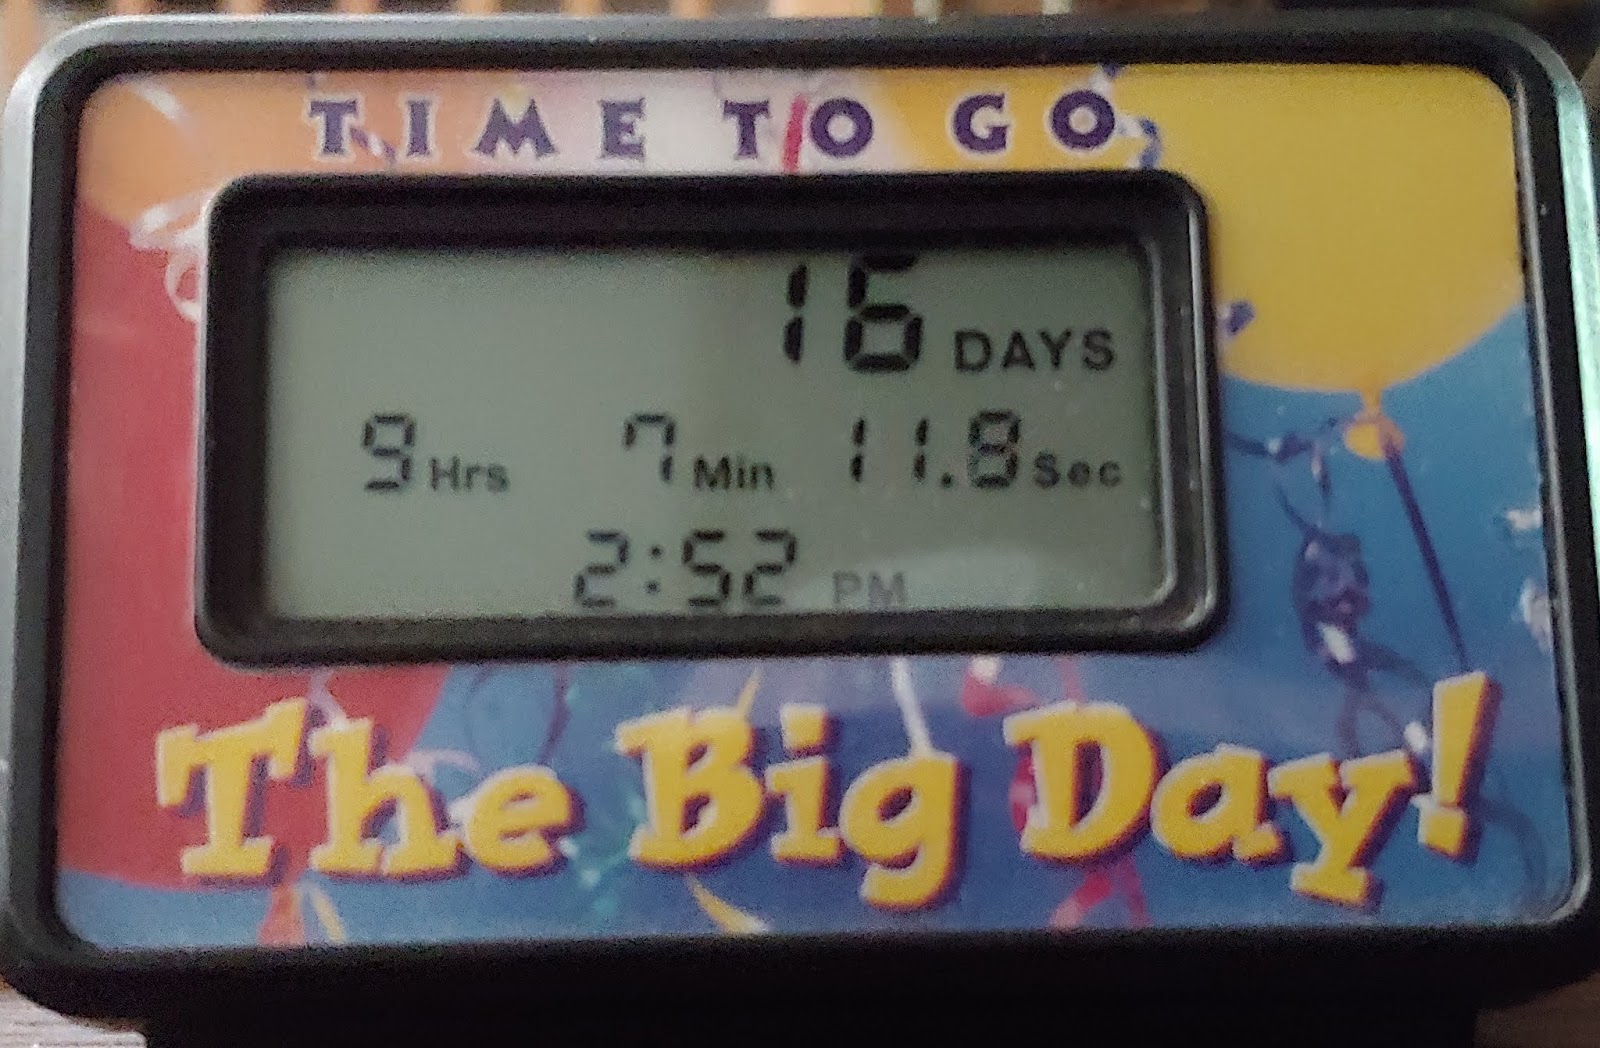 TIME TO GO
16 DAYS
9 Hrs 7 Min 11.8 Sec
2:52 PM
The Big Day!